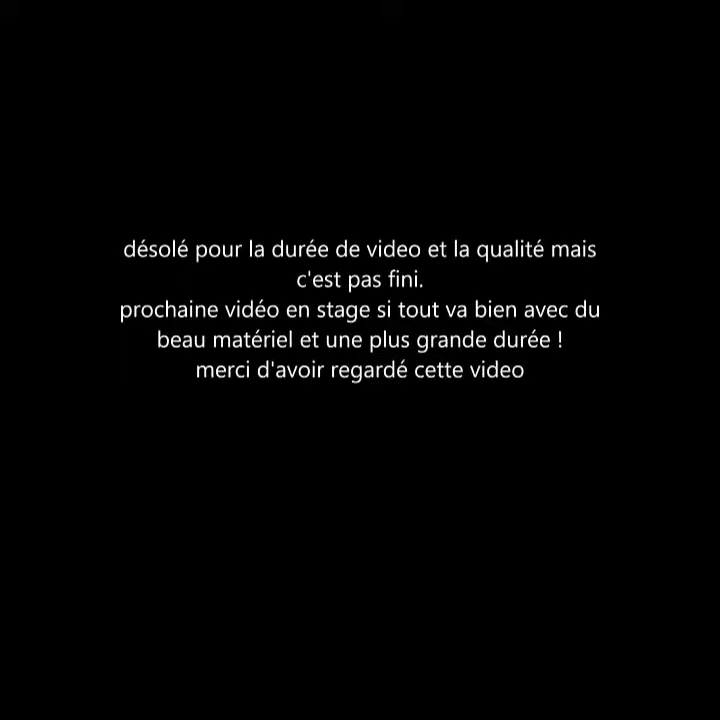 désolé pour la durée de video et la qualité mais
c'est pas fini.
prochaine vidéo en stage si tout va bien avec du
beau matériel et une plus grande durée !
merci d'avoir regardé cette video